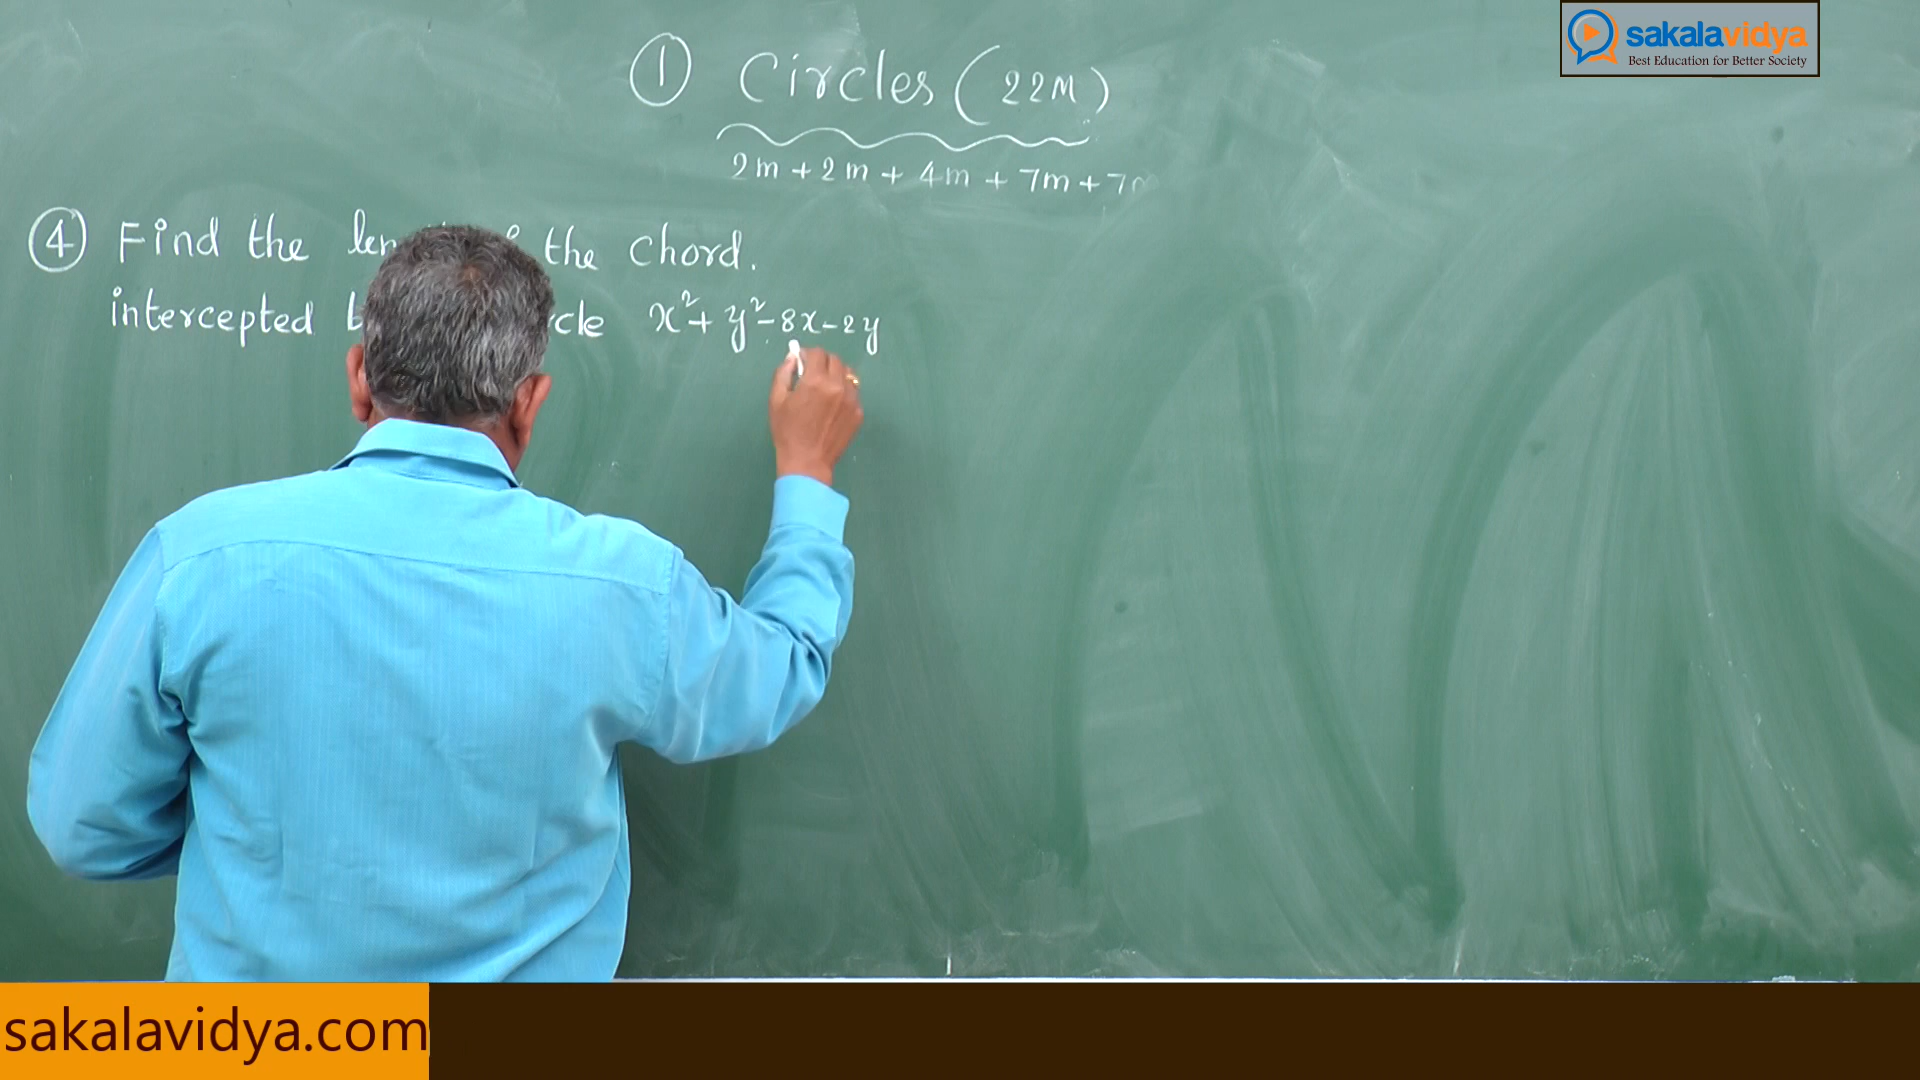 sakalavidya
Best Education for Better Society
① Circles (22M)
2m + 2m + 4m + 7m + 7
④ Find the the chord.
intercepted x² + y² - 8x - 2y
sakalavidya.com